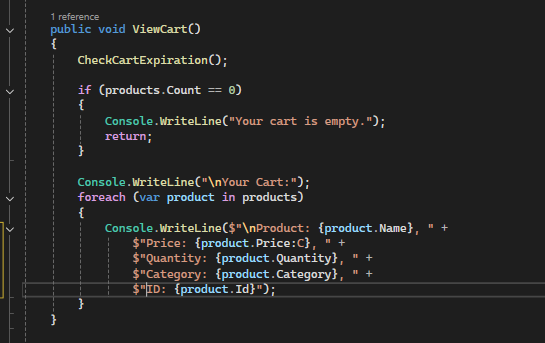 1 reference
public void ViewCart()
{
CheckCartExpiration();
if (products.Count == 0)
{
Console.WriteLine("Your cart is empty.");
return;
}
Console.WriteLine("\nYour Cart:");
foreach (var product in products)
{
Console.WriteLine($"\nProduct: {product.Name}, " +
$"Price: {product.Price:C}, " +
$"Quantity: {product.Quantity}, " +
$"Category: {product.Category}, " +
$"ID: {product.Id}");
}
}